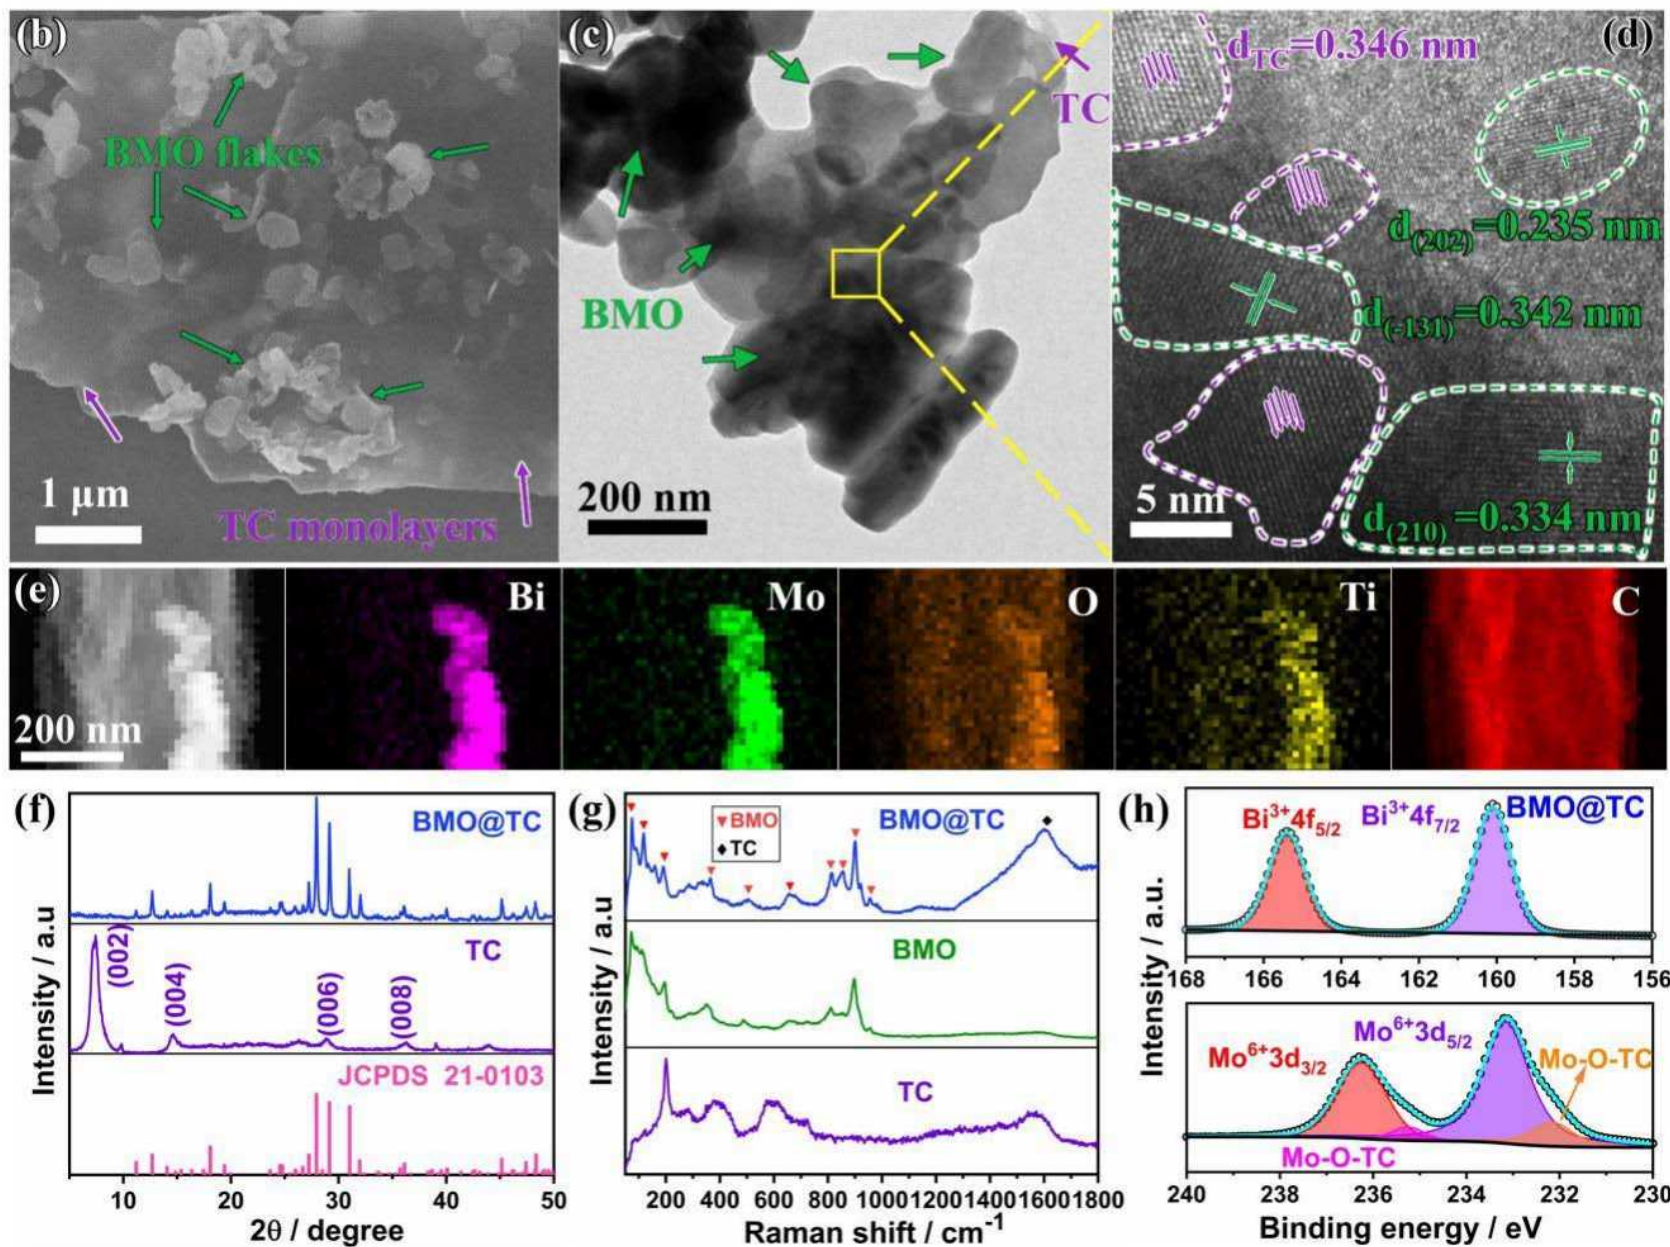 (b)
BMO flakes
1 μm
TC monolayers
(c)
TC
BMO
200 nm
(d)
d_TC=0.346 nm
d_(202)=0.235 nm
d_(-131)=0.342 nm
d_(210)=0.334 nm
5 nm
(e)
200 nm
Bi
Mo
O
Ti
C
(f)
BMO@TC
TC
(002)
(004)
(006)
(008)
JCPDS 21-0103
Intensity / a.u
10 20 30 40 50
2θ / degree
(g)
▼BMO
◆ TC
BMO@TC
BMO
TC
Intensity / a.u
200 400 600 800 1000 1200 1400 1600 1800
Raman shift / cm⁻¹
(h)
Bi³⁺4f₅/₂
Bi³⁺4f₇/₂
BMO@TC
168 166 164 162 160 158 156
Mo⁶⁺3d₃/₂
Mo⁶⁺3d₅/₂
Mo-O-TC
Mo-O-TC
Intensity / a.u.
240 238 236 234 232 230
Binding energy / eV